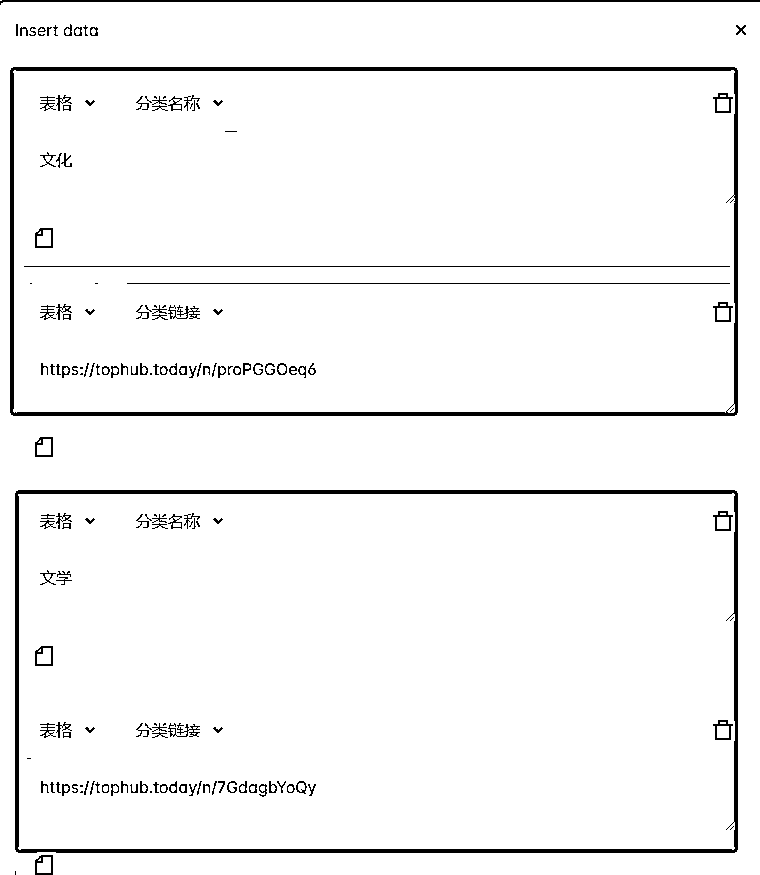 Insert data
表格 分类名称
文化
表格 分类链接
https://tophub.today/n/proPGGOeq6
表格 分类名称
文学
表格 分类链接
https://tophub.today/n/7GdagbYoQy